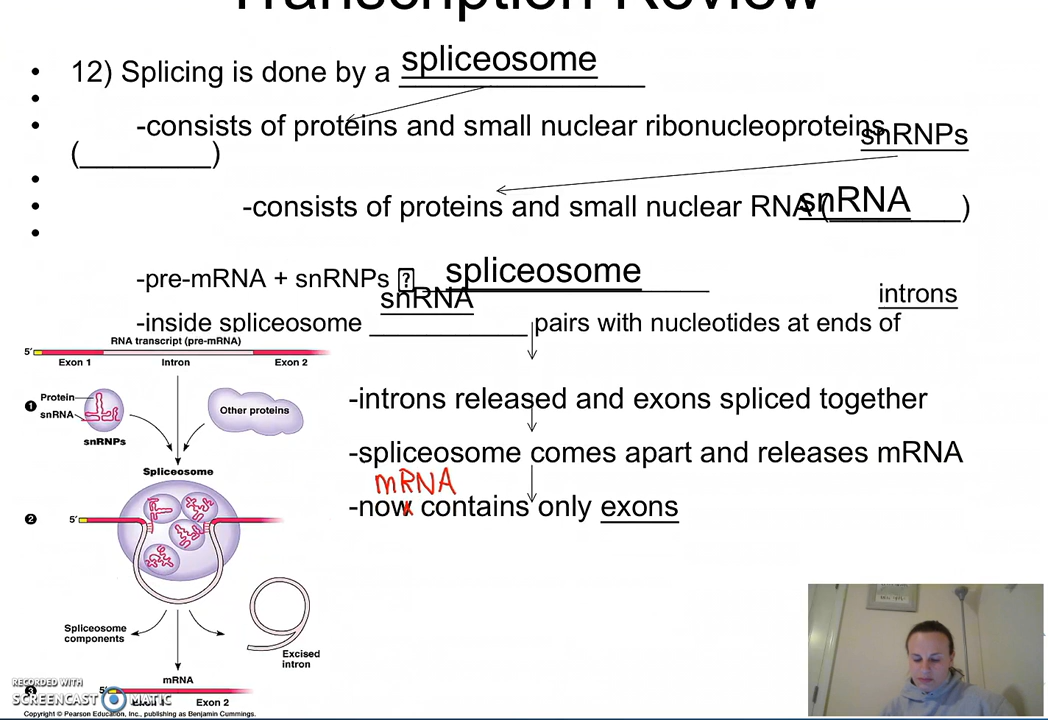 Transcription Review
• 12) Splicing is done by a spliceosome
•
• -consists of proteins and small nuclear ribonucleoproteins
snRNPs
(________)
•
• -consists of proteins and small nuclear RNA (snRNA)
•
-pre-mRNA + snRNPs ? spliceosome
snRNA introns
-inside spliceosome __________ pairs with nucleotides at ends of
RNA transcript (pre-mRNA)
5′
Exon 1 Intron Exon 2
-introns released and exons spliced together
1 Protein
snRNA
Other proteins
snRNPs
-spliceosome comes apart and releases mRNA
Spliceosome
mRNA
-now contains only exons
2 5′
Spliceosome
components
Excised
intron
mRNA
RECORDED WITH
3 5′
SCREENCAST MATIC
Exon 1 Exon 2
Copyright © Pearson Education, Inc., publishing as Benjamin Cummings.